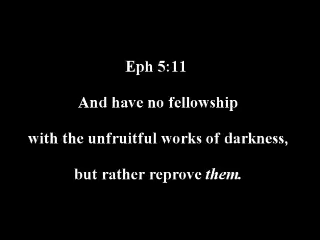 Eph 5:11
And have no fellowship
with the unfruitful works of darkness,
but rather reprove them.